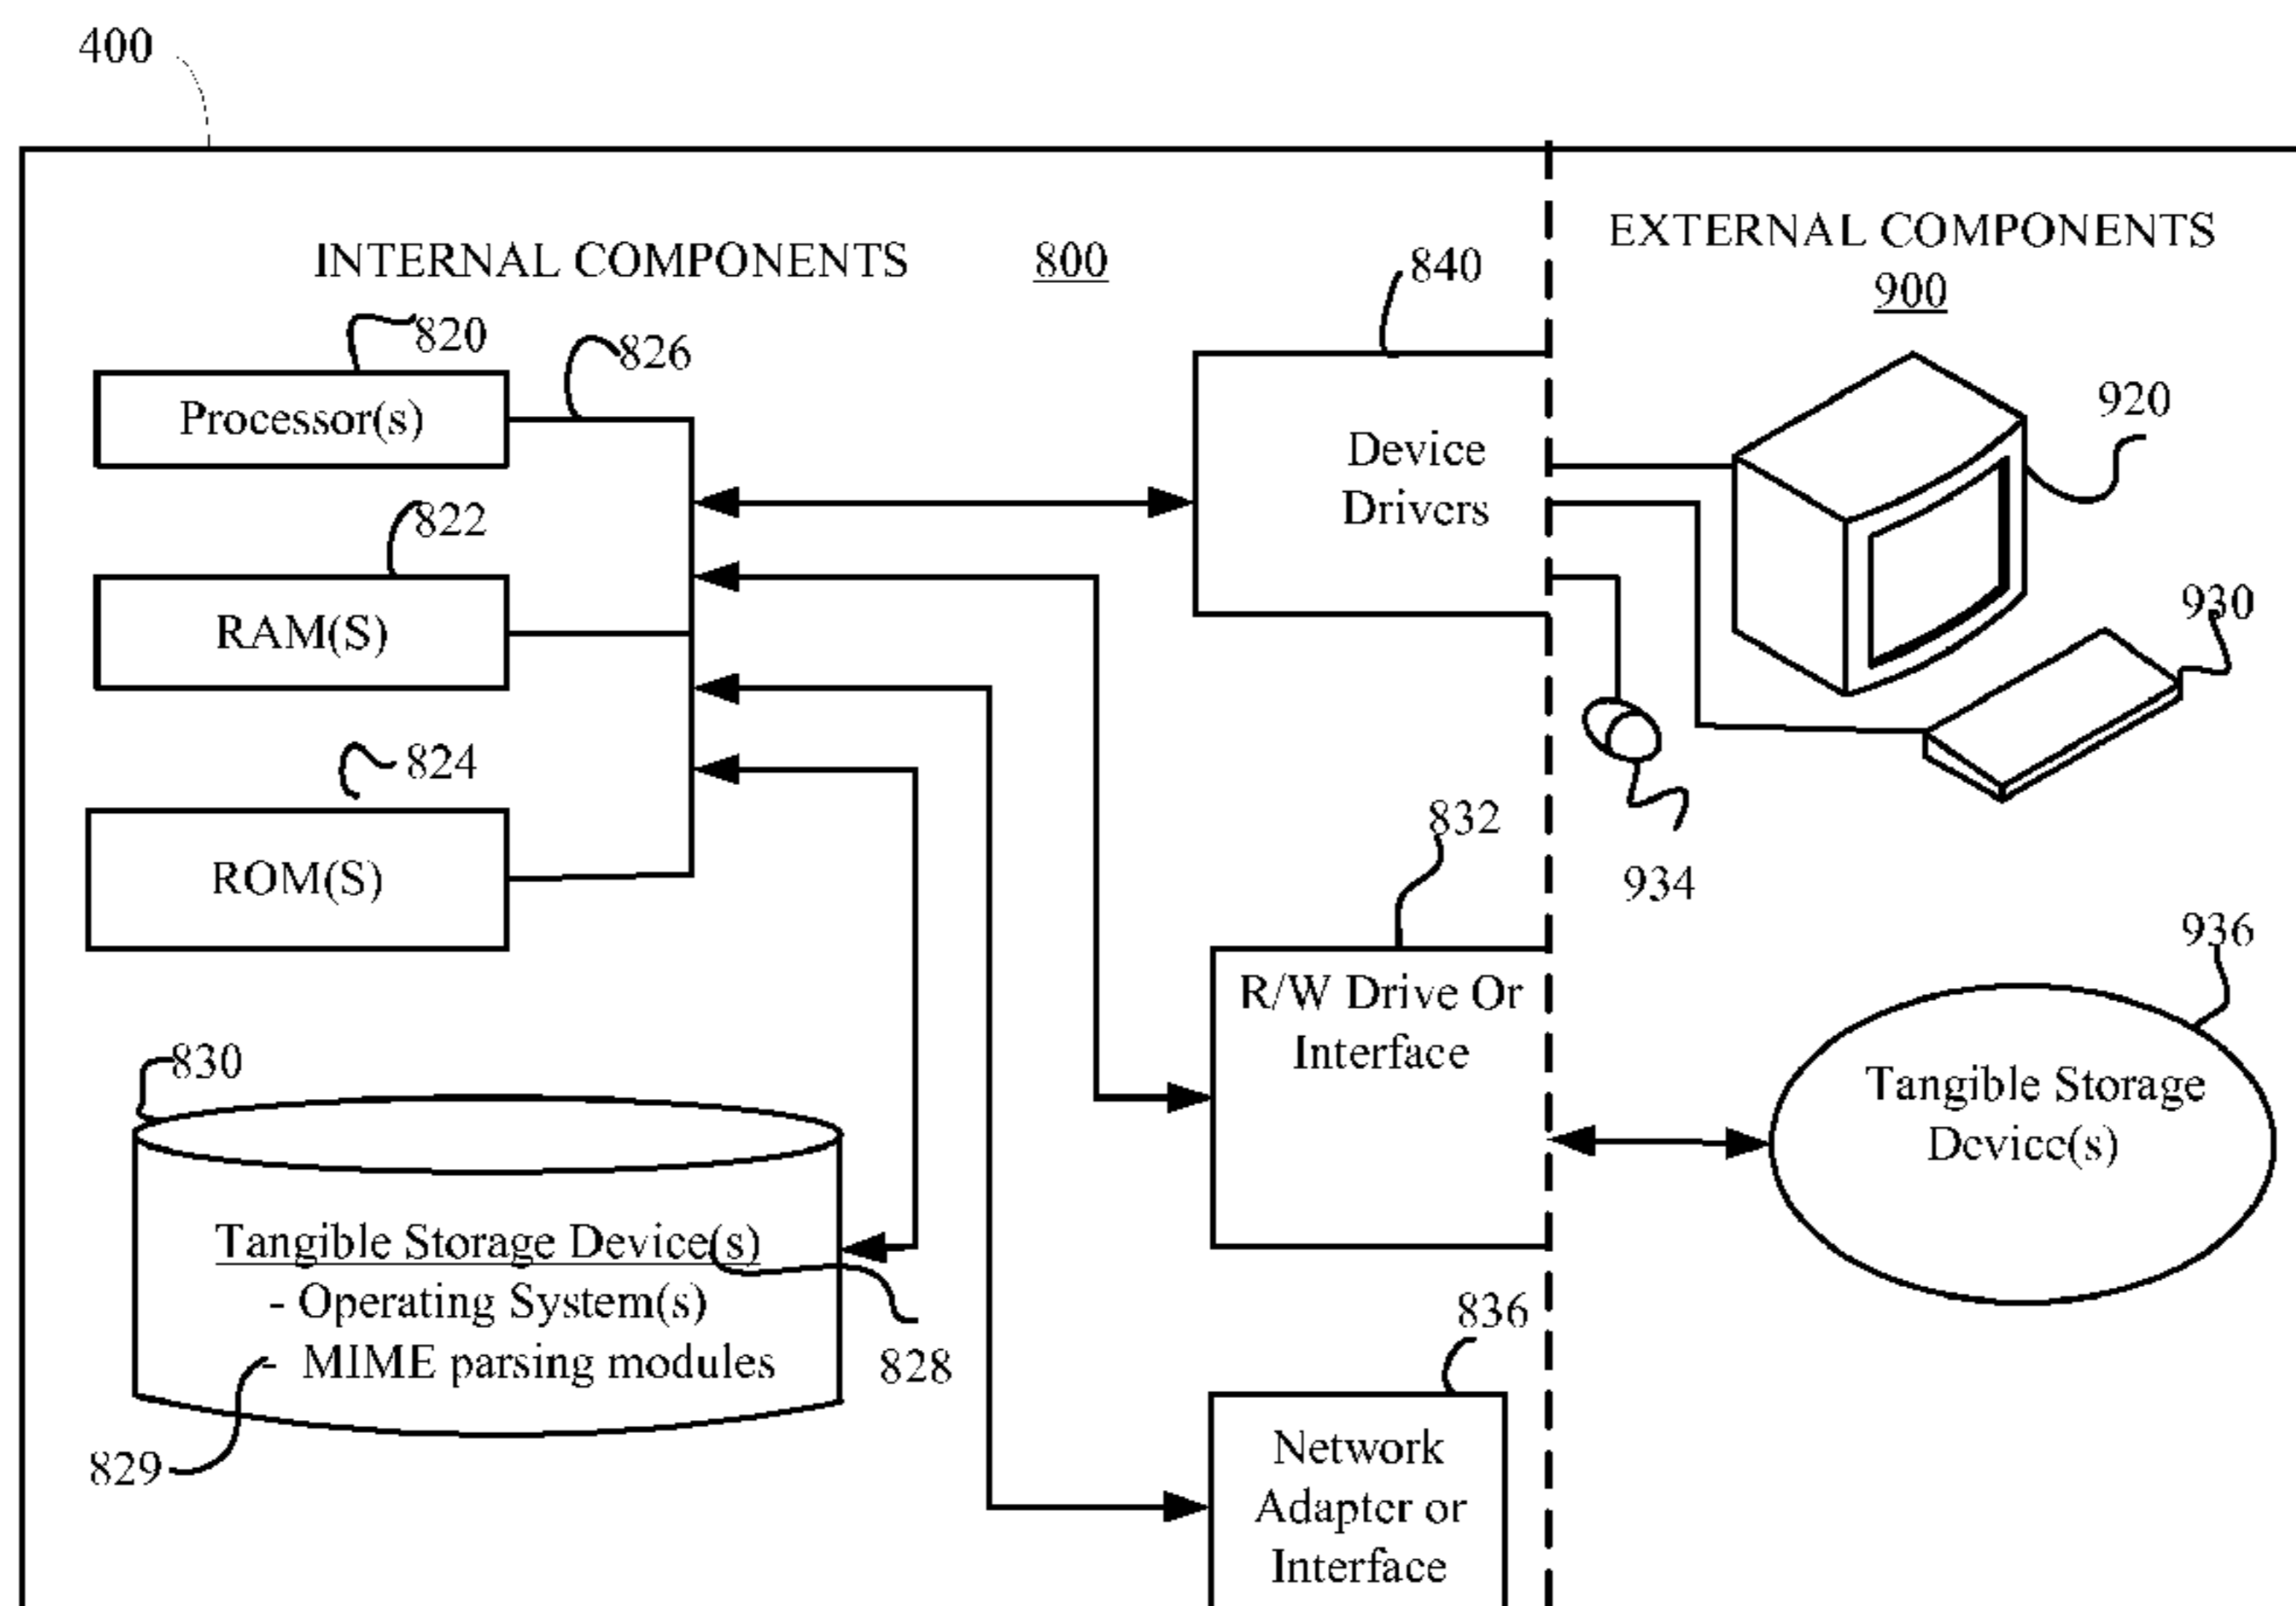 400
INTERNAL COMPONENTS 800
EXTERNAL COMPONENTS
900
840
820
826
Processor(s)
Device
Drivers
920
822
RAM(S)
930
824
ROM(S)
832
934
R/W Drive Or
Interface
936
Tangible Storage
Device(s)
830
Tangible Storage Device(s)
- Operating System(s)
- MIME parsing modules
828
829
836
Network
Adapter or
Interface